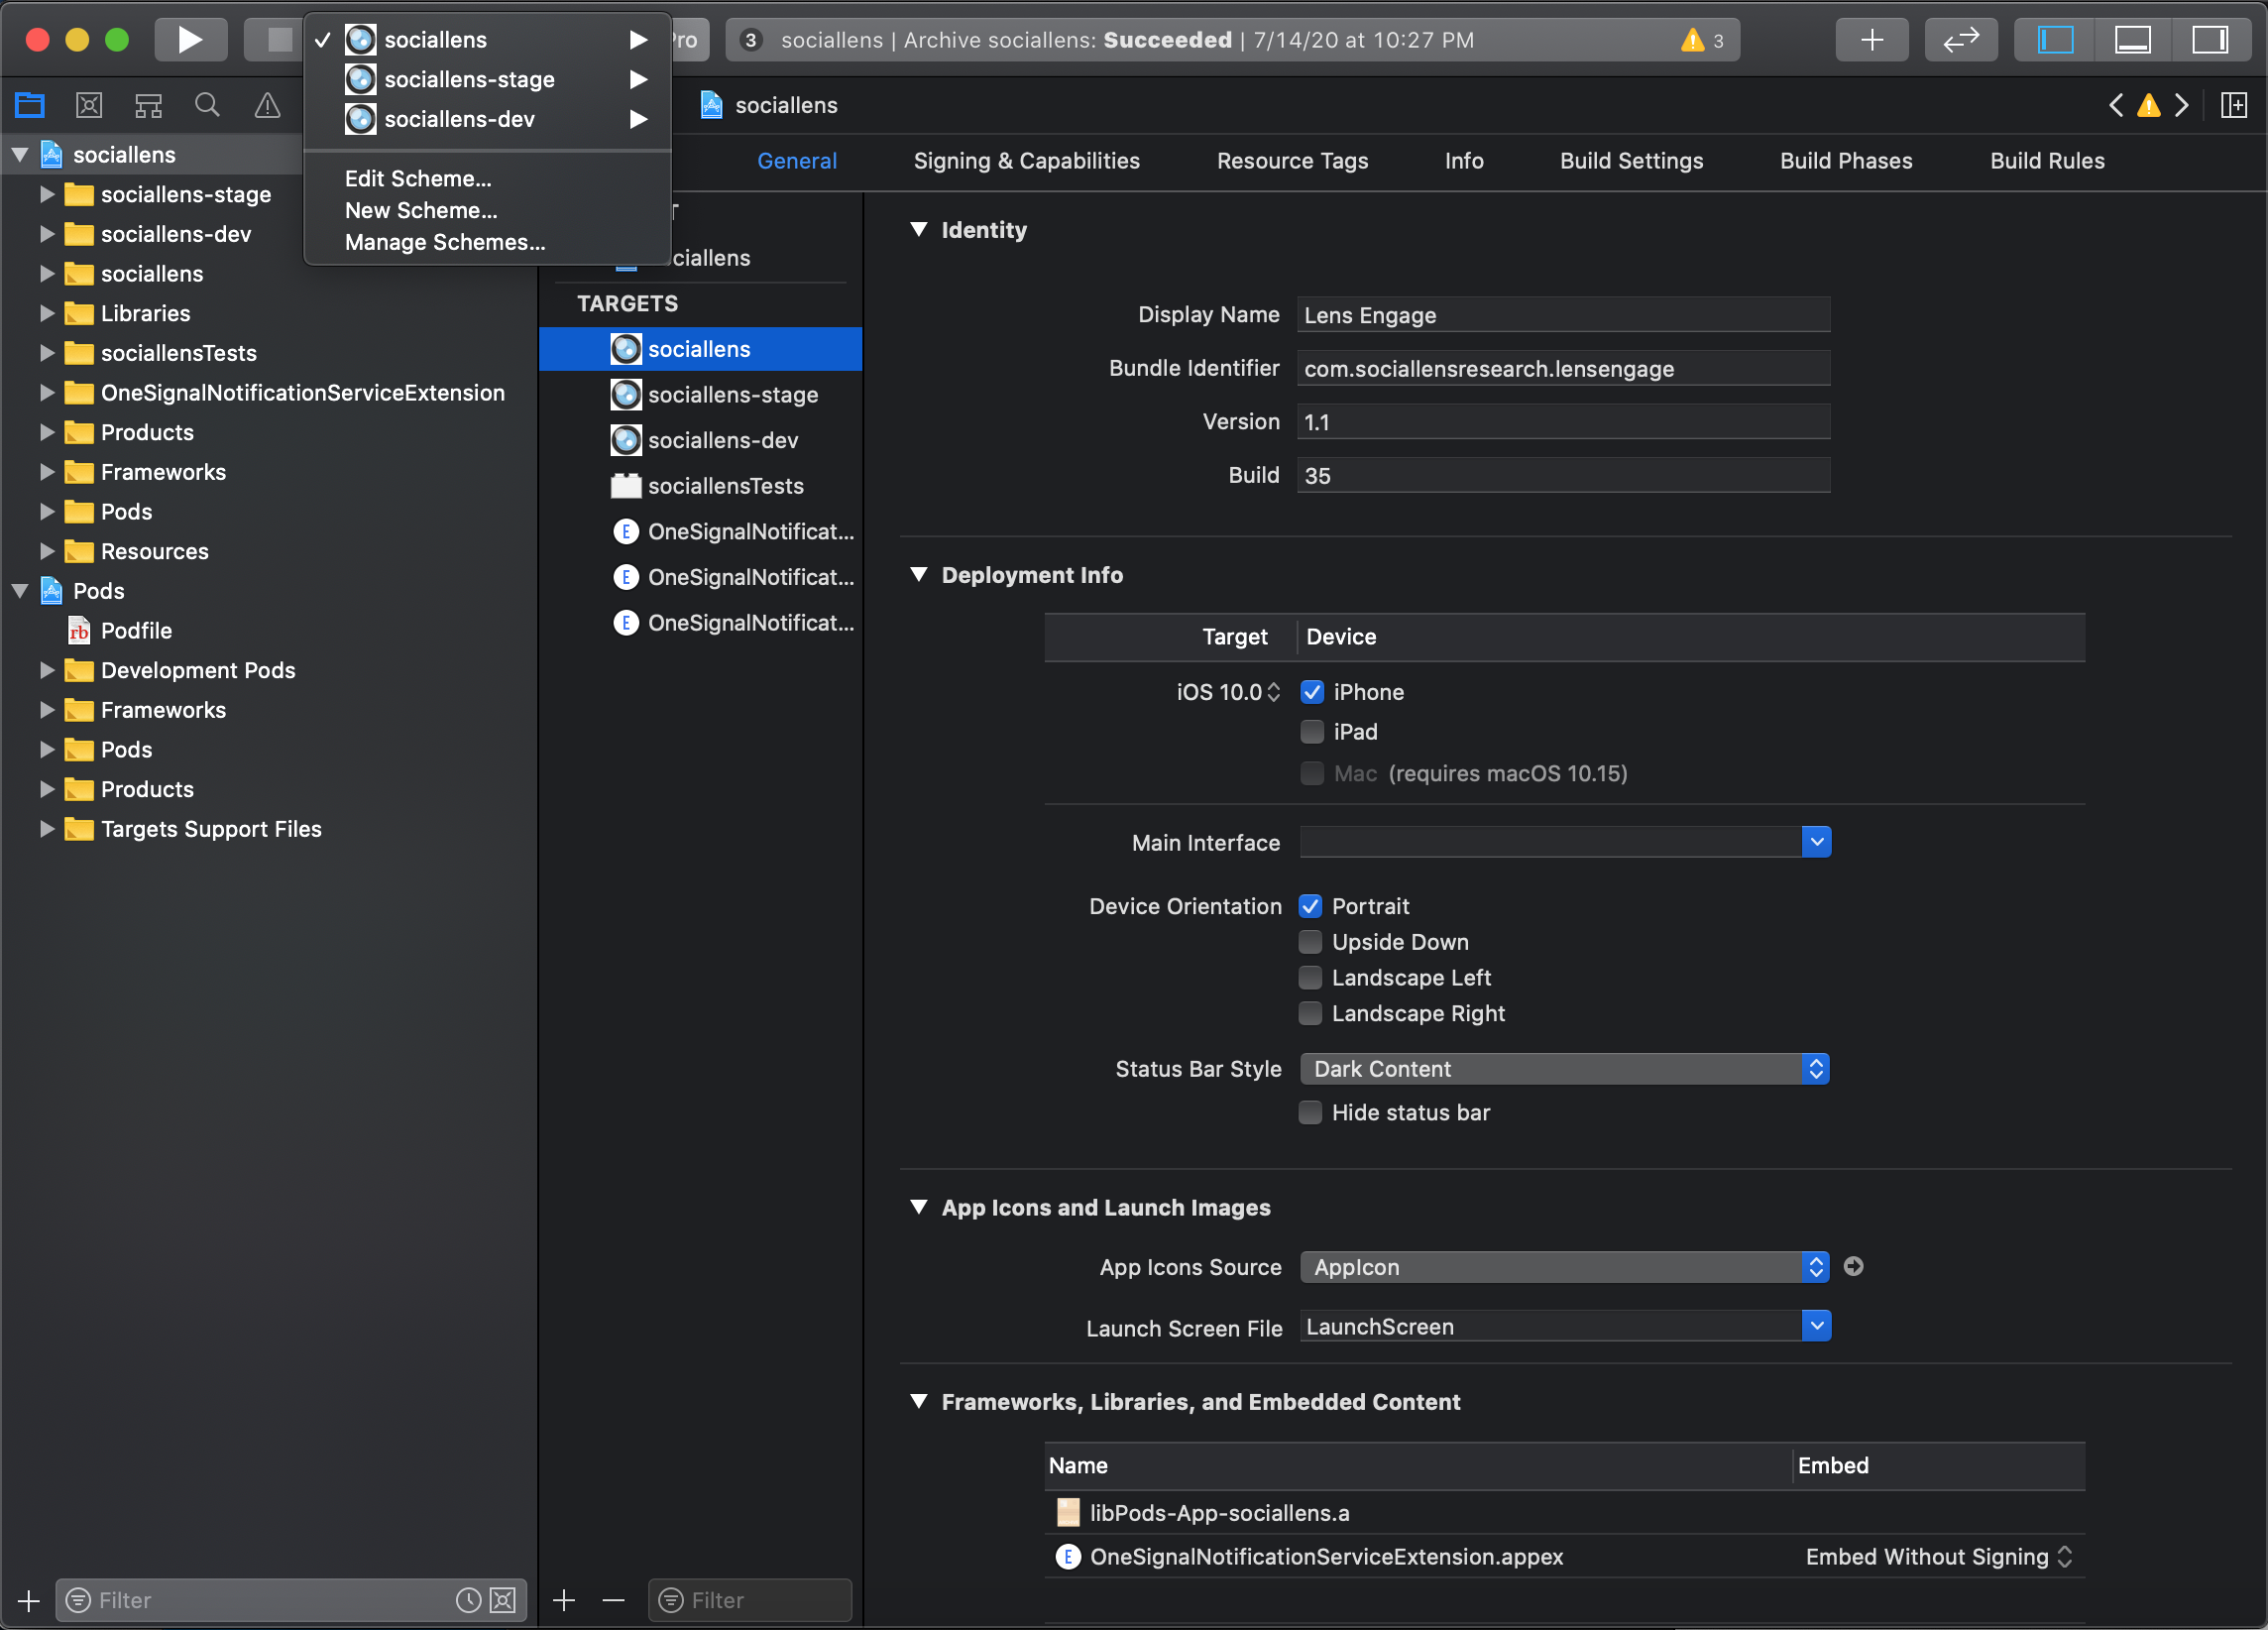 sociallens
sociallens-stage
sociallens-dev
Edit Scheme...
New Scheme...
Manage Schemes...
3 sociallens | Archive sociallens: Succeeded | 7/14/20 at 10:27 PM 3
sociallens
sociallens-stage
sociallens-dev
sociallens
Libraries
sociallensTests
OneSignalNotificationServiceExtension
Products
Frameworks
Pods
Resources
Pods
rb Podfile
Development Pods
Frameworks
Pods
Products
Targets Support Files
Filter
sociallens
General Signing & Capabilities Resource Tags Info Build Settings Build Phases Build Rules
TARGETS
sociallens
sociallens-stage
sociallens-dev
sociallensTests
E OneSignalNotificat...
E OneSignalNotificat...
E OneSignalNotificat...
Filter
Identity
Display Name Lens Engage
Bundle Identifier com.sociallensresearch.lensengage
Version 1.1
Build 35
Deployment Info
Target Device
iOS 10.0 iPhone
iPad
Mac (requires macOS 10.15)
Main Interface
Device Orientation Portrait
Upside Down
Landscape Left
Landscape Right
Status Bar Style Dark Content
Hide status bar
App Icons and Launch Images
App Icons Source AppIcon
Launch Screen File LaunchScreen
Frameworks, Libraries, and Embedded Content
Name Embed
libPods-App-sociallens.a
E OneSignalNotificationServiceExtension.appex Embed Without Signing